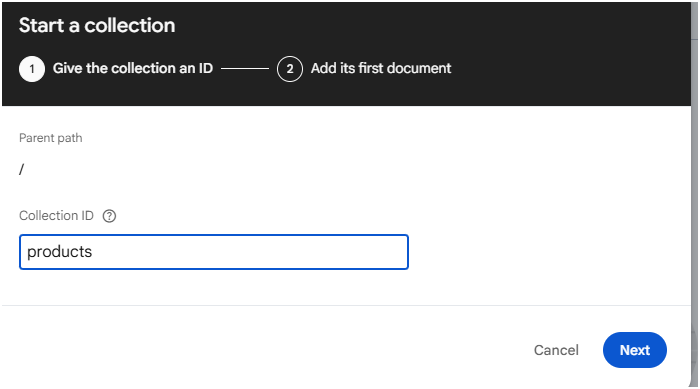 Start a collection
1 Give the collection an ID 2 Add its first document
Parent path
/
Collection ID ?
products
Cancel Next